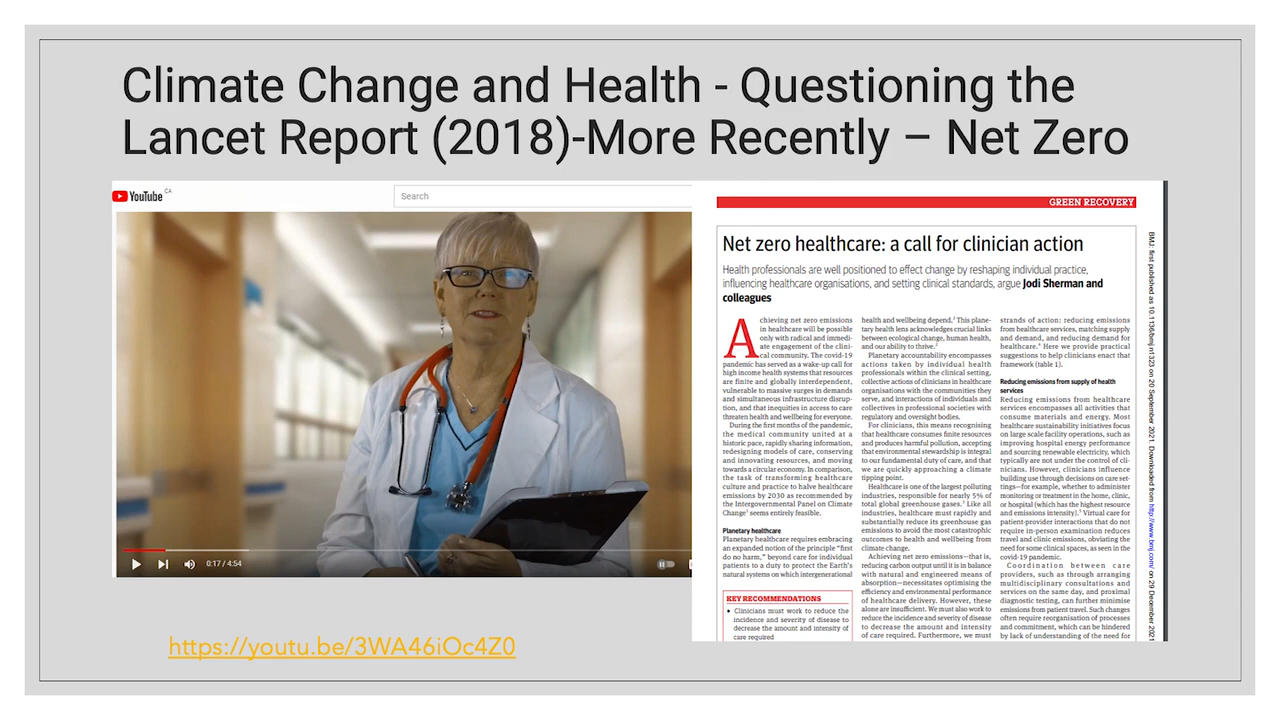 Climate Change and Health - Questioning the
Lancet Report (2018)-More Recently – Net Zero
YouTube CA
Search
0:17 / 4:54
https://youtu.be/3WA46iOc4Z0
GREEN RECOVERY
Net zero healthcare: a call for clinician action
Health professionals are well positioned to effect change by reshaping individual practice,
influencing healthcare organisations, and setting clinical standards, argue Jodi Sherman and
colleagues
Achieving net zero emissions
in healthcare will be possible
only with radical and immedi-
ate engagement of the clini-
cal community. The covid-19
pandemic has served as a wake-up call for
high income health systems that resources
are finite and globally interdependent,
vulnerable to massive surges in demands
and simultaneous infrastructure disrup-
tion, and that inequities in access to care
threaten health and wellbeing for everyone.
During the first months of the pandemic,
the medical community united at a
historic pace, rapidly sharing information,
redesigning models of care, conserving
and innovating resources, and moving
towards a circular economy. In comparison,
the task of transforming healthcare
culture and practice to halve healthcare
emissions by 2030 as recommended by
the Intergovernmental Panel on Climate
Change¹ seems entirely feasible.
Planetary healthcare
Planetary healthcare requires embracing
an expanded notion of the principle “first
do no harm,” beyond care for individual
patients to a duty to protect the Earth's
natural systems on which intergenerational
KEY RECOMMENDATIONS
• Clinicians must work to reduce the
incidence and severity of disease to
decrease the amount and intensity of
care required
health and wellbeing depend.² This plane-
tary health lens acknowledges crucial links
between ecological change, human health,
and our ability to thrive.²
Planetary accountability encompasses
actions taken by individual health
professionals within the clinical setting,
collective actions of clinicians in healthcare
organisations with the communities they
serve, and interactions of individuals and
collectives in professional societies with
regulatory and oversight bodies.
For clinicians, this means recognising
that healthcare consumes finite resources
and produces harmful pollution, accepting
that environmental stewardship is integral
to our fundamental duty of care, and that
we are quickly approaching a climate
tipping point.
Healthcare is one of the largest polluting
industries, responsible for nearly 5% of
total global greenhouse gases.³ Like all
industries, healthcare must rapidly and
substantially reduce its greenhouse gas
emissions to avoid the most catastrophic
outcomes to health and wellbeing from
climate change.
Achieving net zero emissions—that is,
reducing carbon output until it is in balance
with natural and engineered means of
absorption—necessitates optimising the
efficiency and environmental performance
of healthcare delivery. However, these
alone are insufficient. We must also work to
reduce the incidence and severity of disease
to decrease the amount and intensity
of care required. Furthermore, we must
strands of action: reducing emissions
from healthcare services, matching supply
and demand, and reducing demand for
healthcare.⁴ Here we provide practical
suggestions to help clinicians enact that
framework (table 1).
Reducing emissions from supply of health
services
Reducing emissions from healthcare
services encompasses all activities that
consume materials and energy. Most
healthcare sustainability initiatives focus
on large scale facility operations, such as
improving hospital energy performance
and sourcing renewable electricity, which
typically are not under the control of cli-
nicians. However, clinicians influence
building use through decisions on care set-
tings—for example, whether to administer
monitoring or treatment in the home, clinic,
or hospital (which has the highest resource
and emissions intensity).⁵ Virtual care for
patient-provider interactions that do not
require in-person examination reduces
travel and clinic emissions, obviating the
need for some clinical spaces, as seen in the
covid-19 pandemic.
Coordination between care
providers, such as through arranging
multidisciplinary consultations and
services on the same day, and proximal
diagnostic testing, can further minimise
emissions from patient travel. Such changes
often require reorganisation of processes
and commitment, which can be hindered
by lack of understanding of the need for
BMJ: first published as 10.1136/bmj.n1323 on 20 September 2021. Downloaded from http://www.bmj.com/ on 29 December 2021